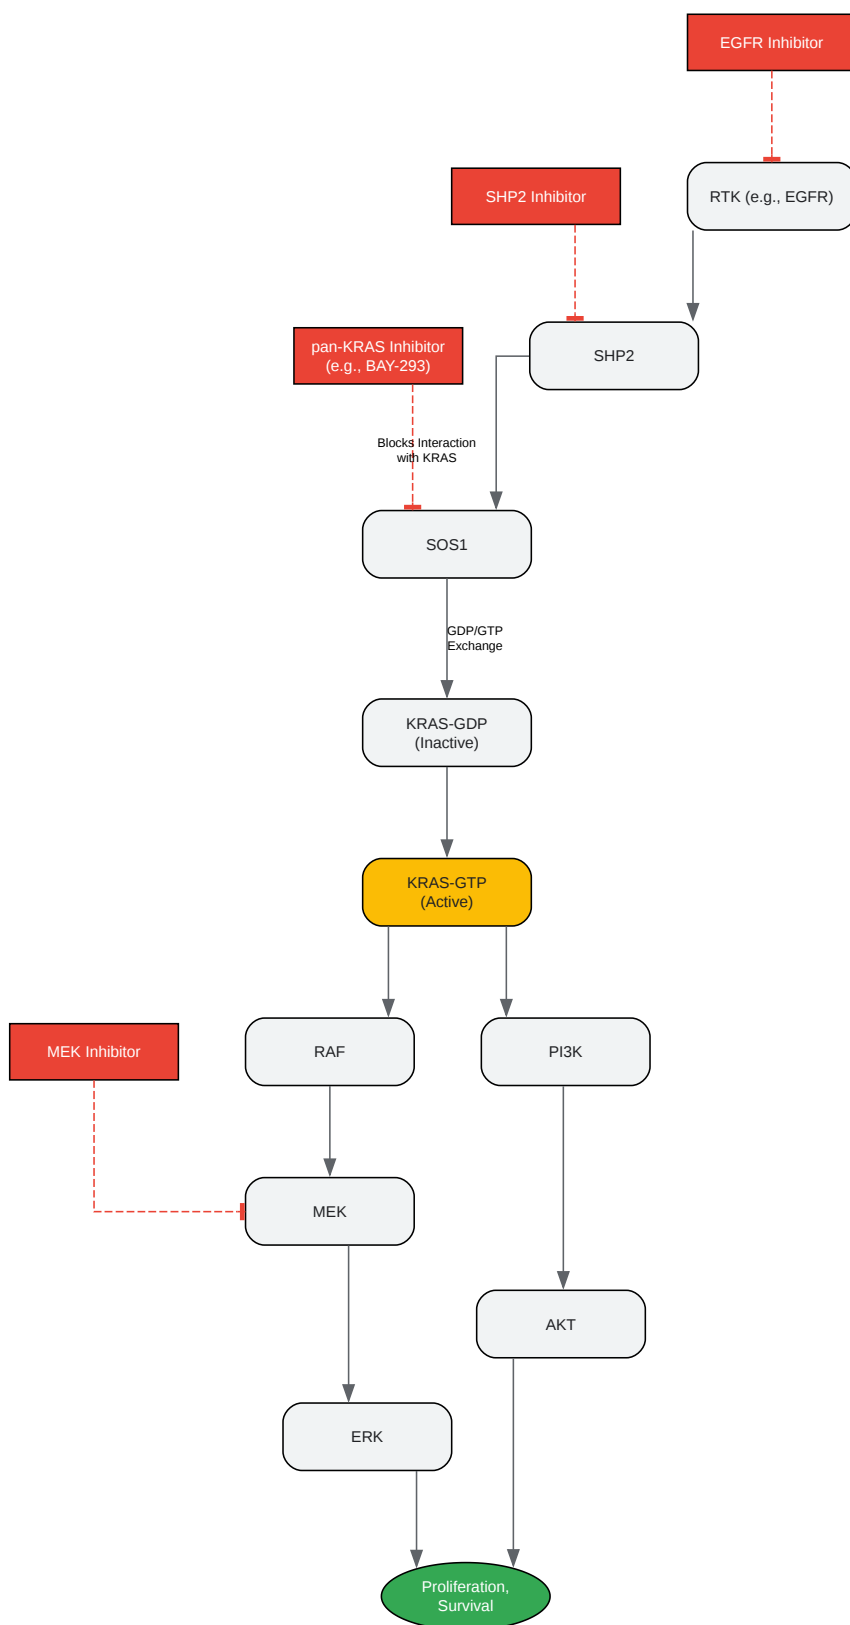 EGFR Inhibitor
SHP2 Inhibitor
RTK (e.g., EGFR)
pan-KRAS Inhibitor
(e.g., BAY-293)
SHP2
Blocks Interaction
with KRAS
SOS1
GDP/GTP
Exchange
KRAS-GDP
(Inactive)
KRAS-GTP
(Active)
MEK Inhibitor
RAF
PI3K
MEK
AKT
ERK
Proliferation,
Survival